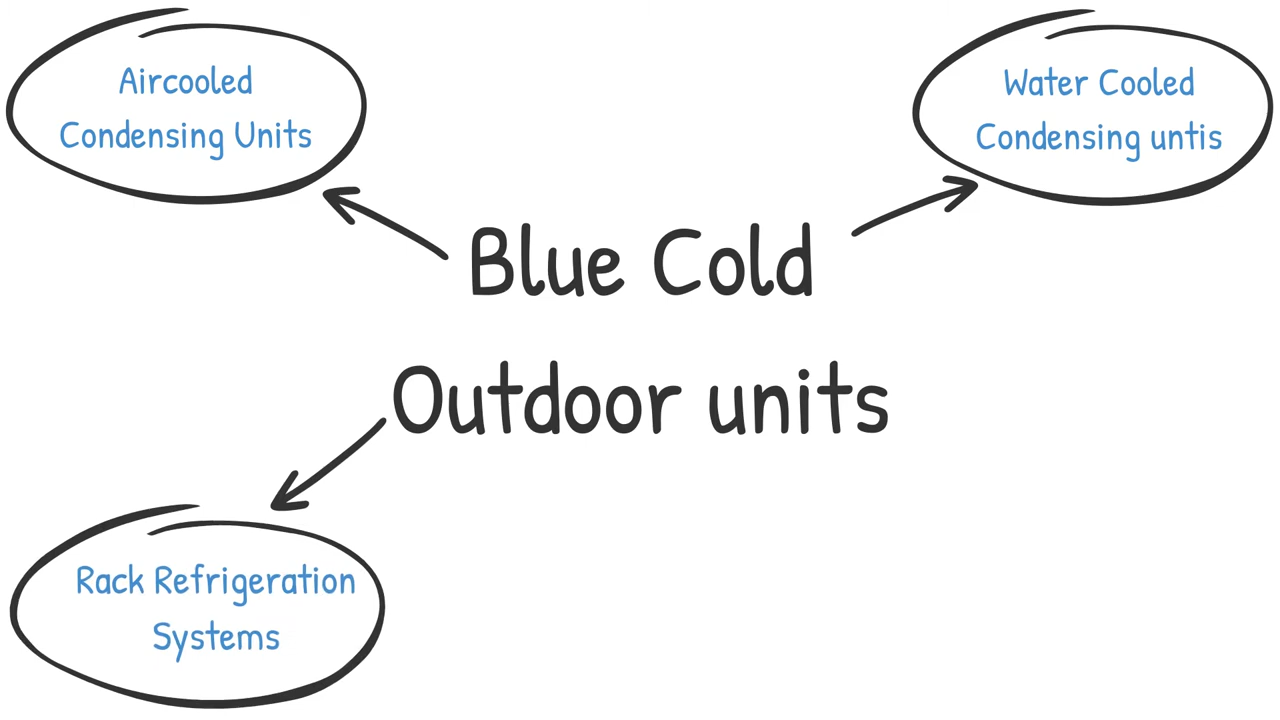 Aircooled
Condensing Units
Water Cooled
Condensing untis
Blue Cold
Outdoor units
Rack Refrigeration
Systems